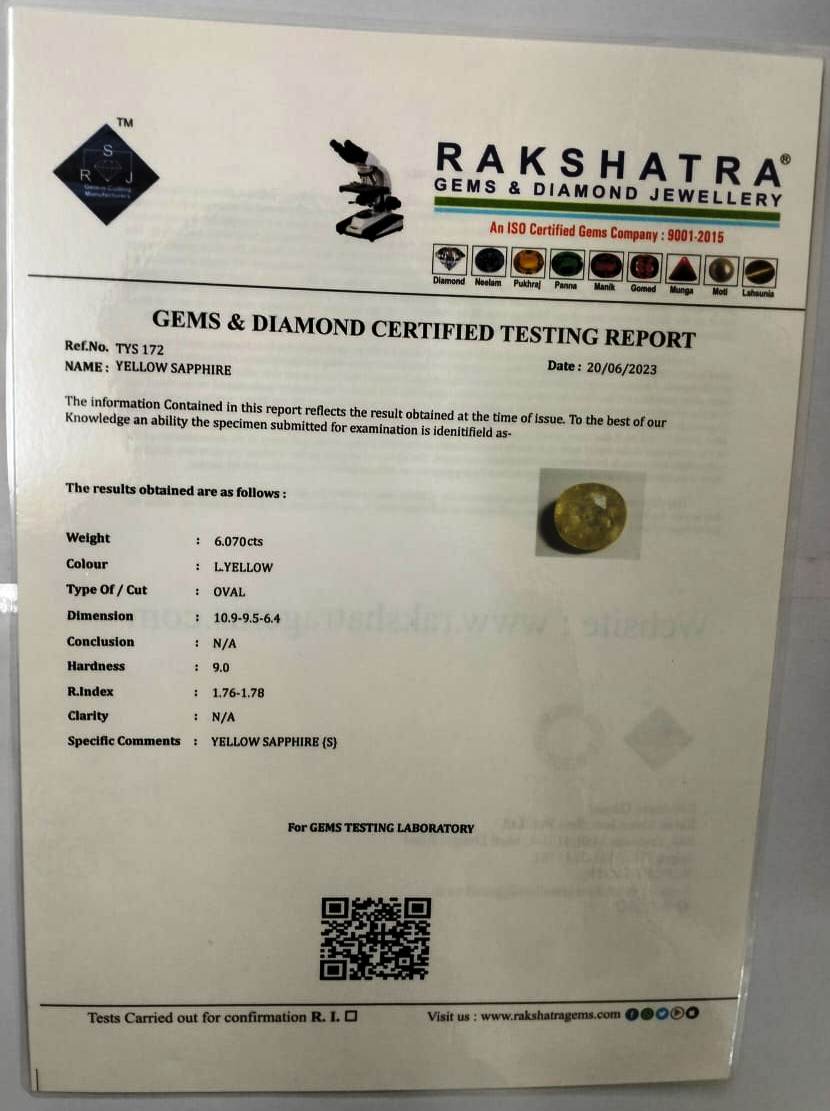 TM
S
R J
RAKSHATRA®
GEMS & DIAMOND JEWELLERY
An ISO Certified Gems Company : 9001-2015
Diamond Neelam Pukhraj Panna Manik Gomed Munga Moti Lahsunia
GEMS & DIAMOND CERTIFIED TESTING REPORT
Ref.No. TYS 172
NAME : YELLOW SAPPHIRE Date : 20/06/2023
The information Contained in this report reflects the result obtained at the time of issue. To the best of our
Knowledge an ability the specimen submitted for examination is idenitifield as-
The results obtained are as follows :
Weight : 6.070cts
Colour : L.YELLOW
Type Of / Cut : OVAL
Dimension : 10.9-9.5-6.4
Conclusion : N/A
Hardness : 9.0
R.Index : 1.76-1.78
Clarity : N/A
Specific Comments : YELLOW SAPPHIRE (S)
For GEMS TESTING LABORATORY
Tests Carried out for confirmation R. I. ☐ Visit us : www.rakshatragems.com